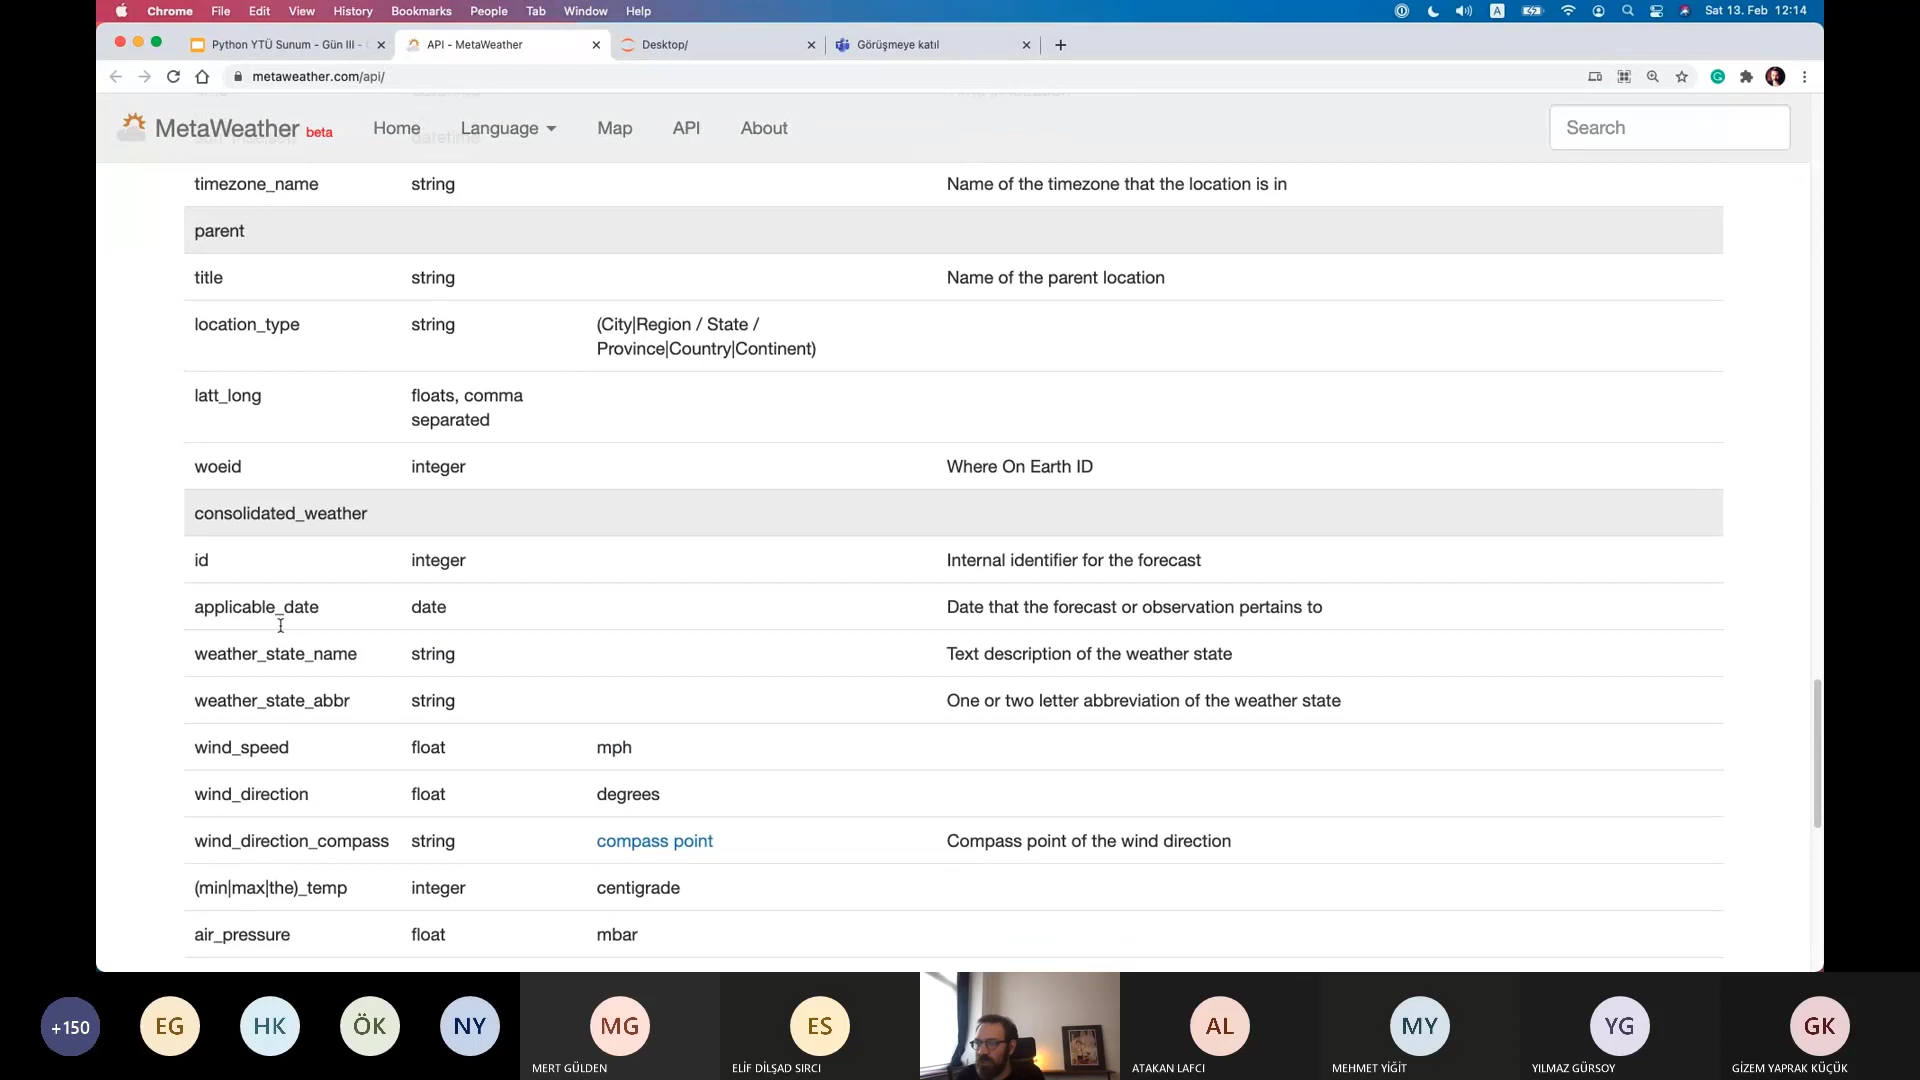 Chrome File Edit View History Bookmarks People Tab Window Help A Sat 13. Feb 12:14
Python YTÜ Sunum - Gün III - API - MetaWeather Desktop/ Görüşmeye katıl
metaweather.com/api/
MetaWeather beta Home Language Map API About Search
datetime
timezone_name string Name of the timezone that the location is in
parent
title string Name of the parent location
location_type string (City|Region / State /
Province|Country|Continent)
latt_long floats, comma
separated
woeid integer Where On Earth ID
consolidated_weather
id integer Internal identifier for the forecast
applicable_date date Date that the forecast or observation pertains to
weather_state_name string Text description of the weather state
weather_state_abbr string One or two letter abbreviation of the weather state
wind_speed float mph
wind_direction float degrees
wind_direction_compass string compass point Compass point of the wind direction
(min|max|the)_temp integer centigrade
air_pressure float mbar
+150 EG HK ÖK NY MG ES AL MY YG GK
MERT GÜLDEN ELİF DİLŞAD SIRCI ATAKAN LAFCI MEHMET YİĞİT YILMAZ GÜRSOY GİZEM YAPRAK KÜÇÜK